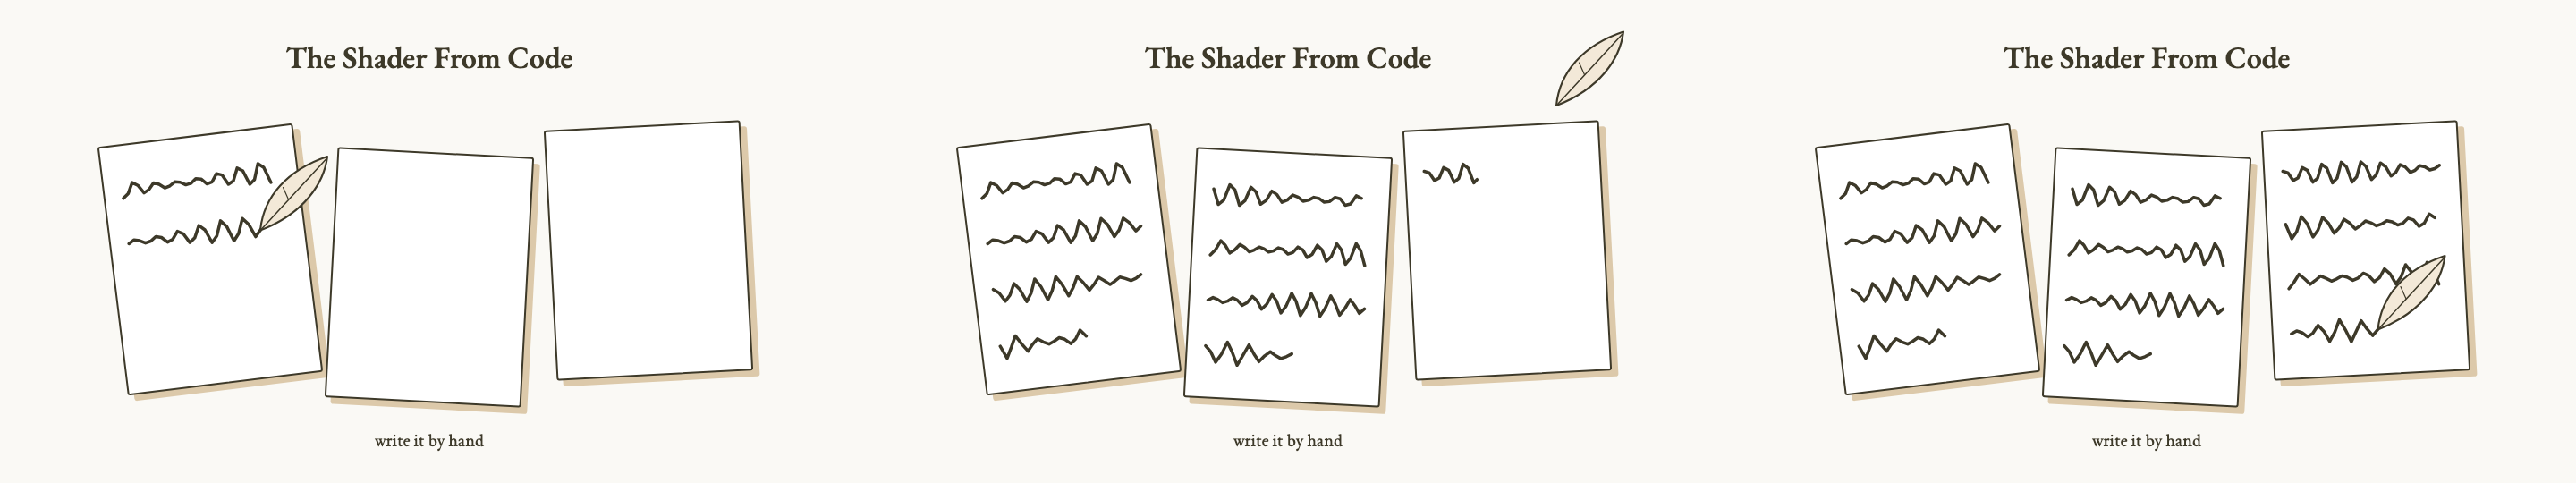 The Shader From Code
write it by hand
The Shader From Code
write it by hand
The Shader From Code
write it by hand